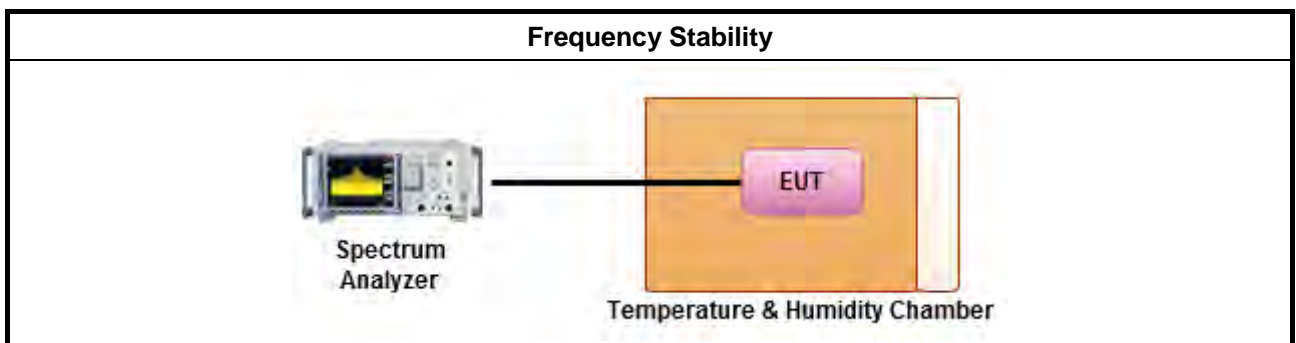 Frequency Stability
EUT
Spectrum
Analyzer
Temperature & Humidity Chamber